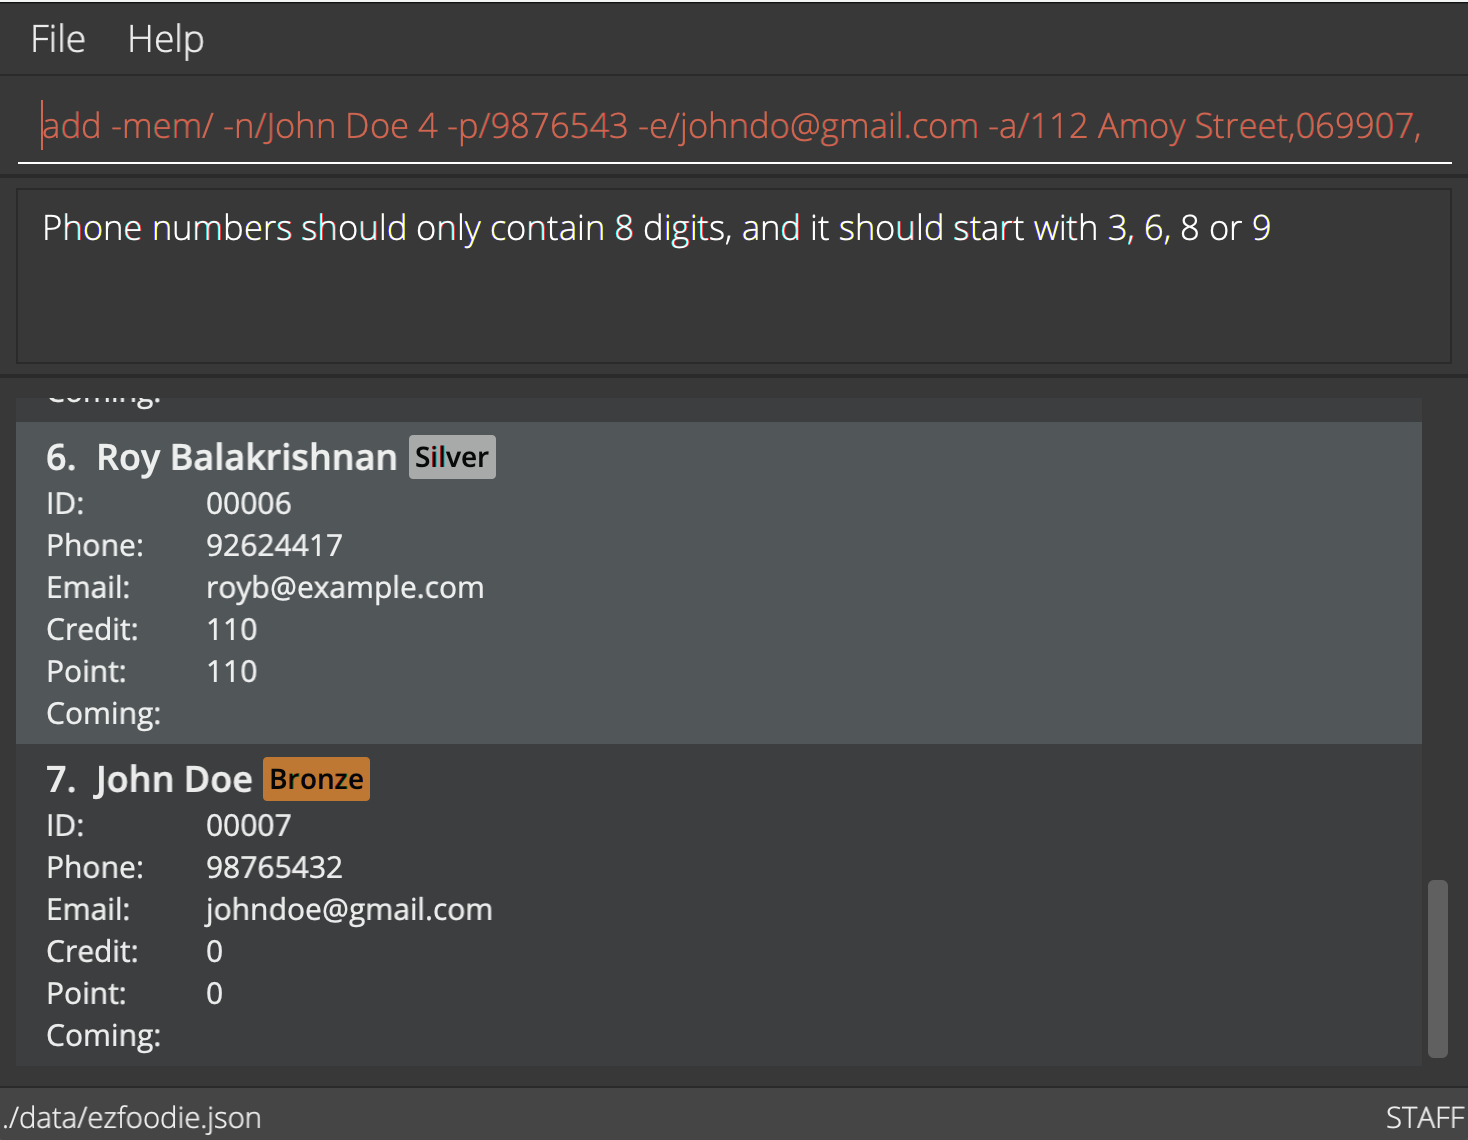 File Help
add -mem/ -n/John Doe 4 -p/9876543 -e/johndo@gmail.com -a/112 Amoy Street,069907,
Phone numbers should only contain 8 digits, and it should start with 3, 6, 8 or 9
Coming:
6. Roy Balakrishnan Silver
ID: 00006
Phone: 92624417
Email: royb@example.com
Credit: 110
Point: 110
Coming:
7. John Doe Bronze
ID: 00007
Phone: 98765432
Email: johndoe@gmail.com
Credit: 0
Point: 0
Coming:
./data/ezfoodie.json STAFF